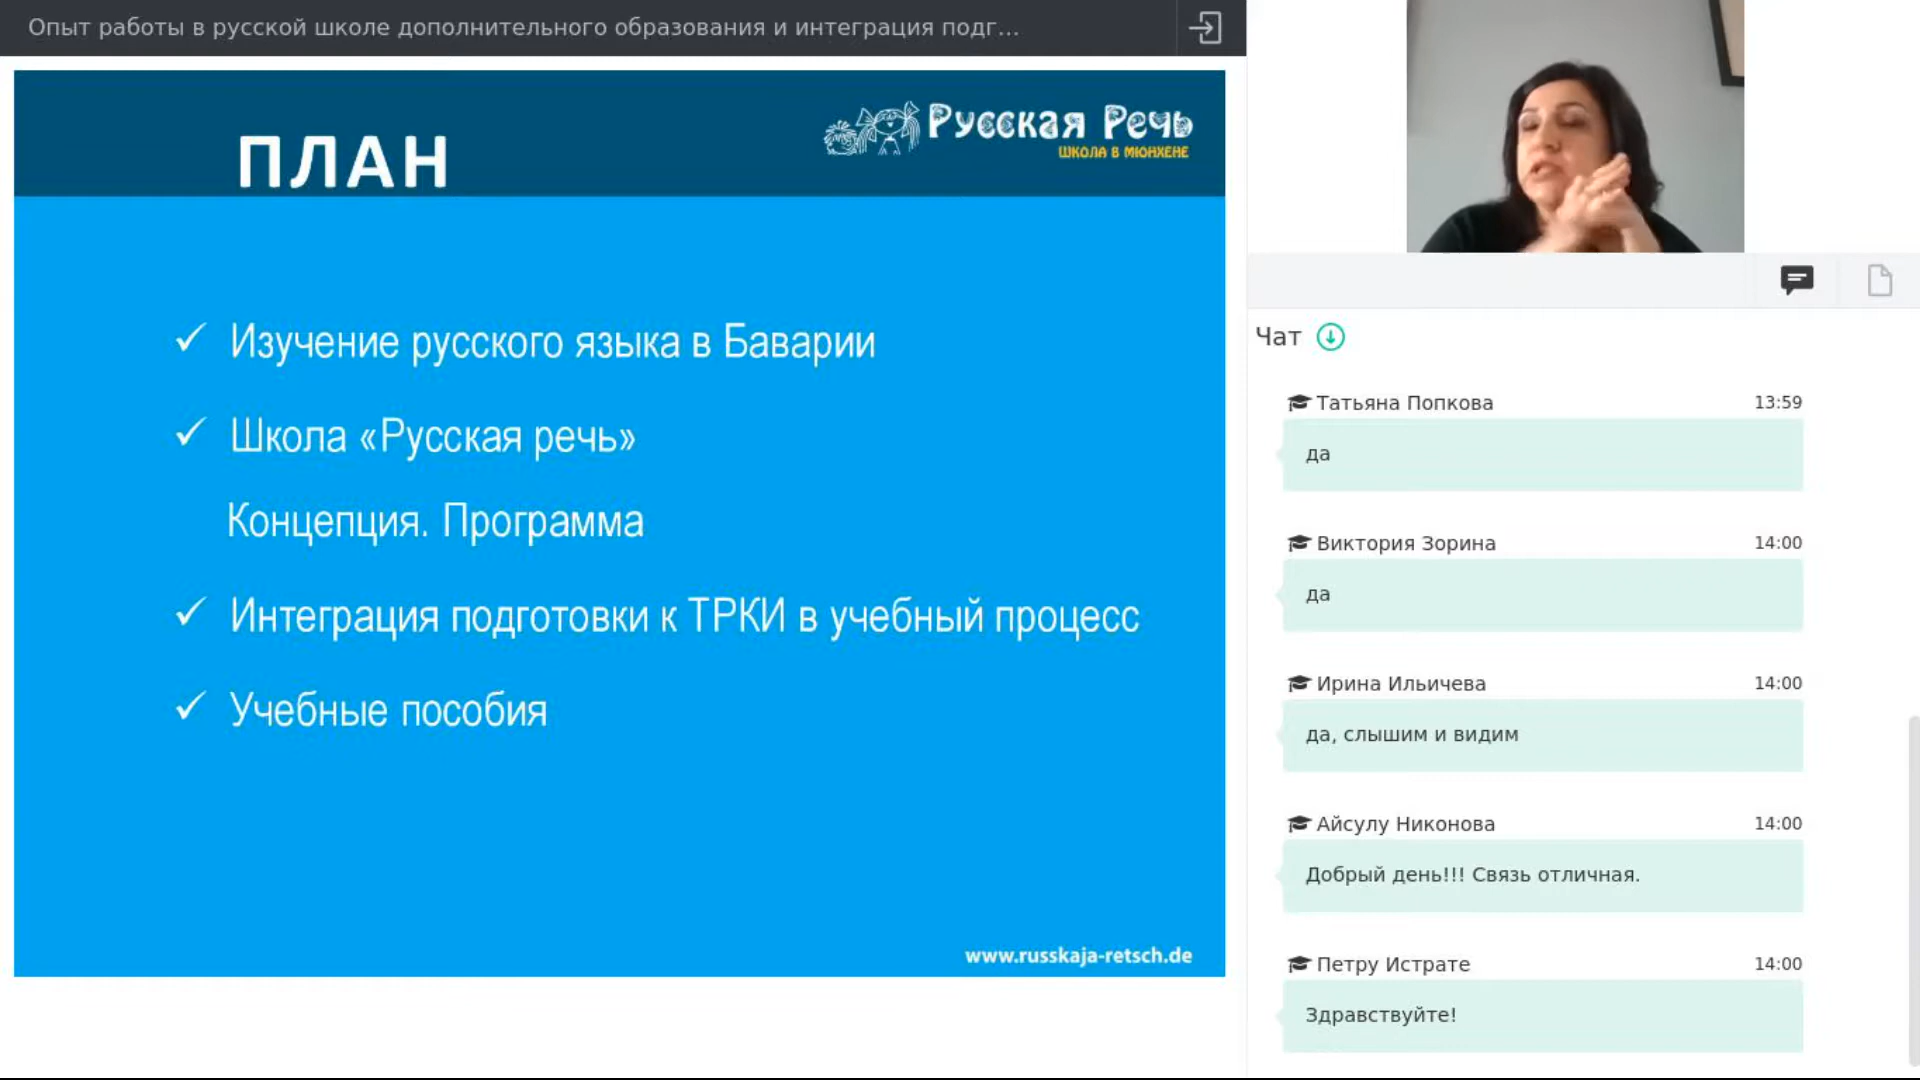 Опыт работы в русской школе дополнительного образования и интеграция подг...
ПЛАН
Русская Речь
ШКОЛА В МЮНХЕНЕ
✓ Изучение русского языка в Баварии
✓ Школа «Русская речь»
Концепция. Программа
✓ Интеграция подготовки к ТРКИ в учебный процесс
✓ Учебные пособия
www.russkaja-retsch.de
Чат
Татьяна Попкова 13:59
да
Виктория Зорина 14:00
да
Ирина Ильичева 14:00
да, слышим и видим
Айсулу Никонова 14:00
Добрый день!!! Связь отличная.
Петру Истрате 14:00
Здравствуйте!